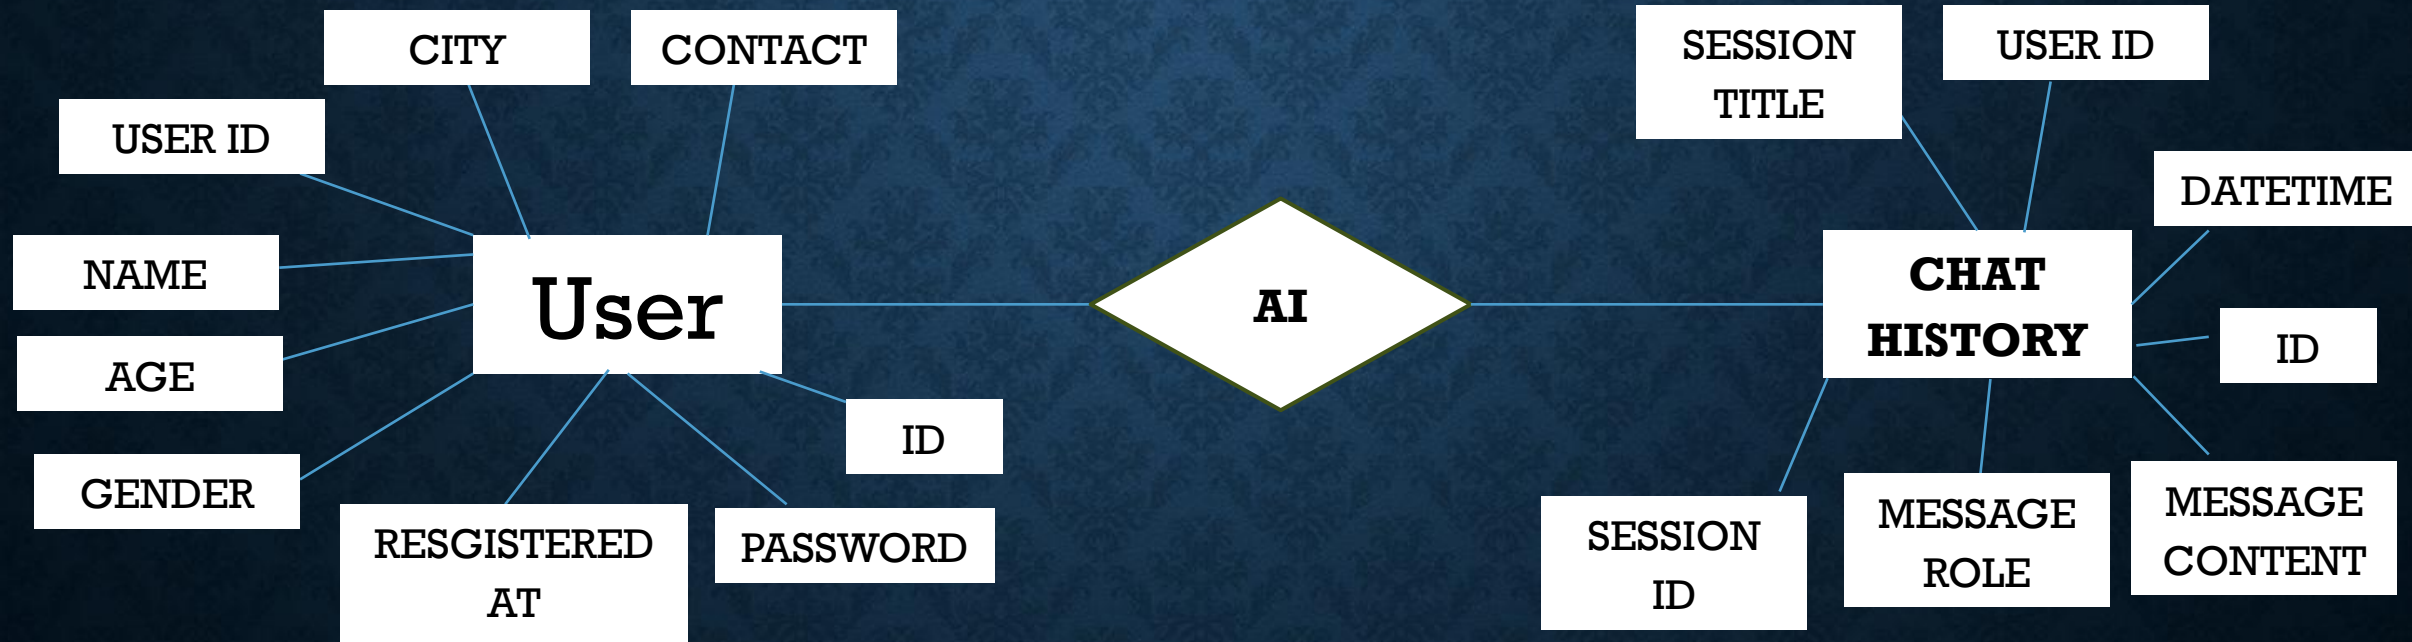 CITY
CONTACT
SESSION
TITLE
USER ID
USER ID
DATETIME
NAME
User
AI
CHAT
HISTORY
AGE
ID
ID
GENDER
RESGISTERED
AT
PASSWORD
SESSION
ID
MESSAGE
ROLE
MESSAGE
CONTENT